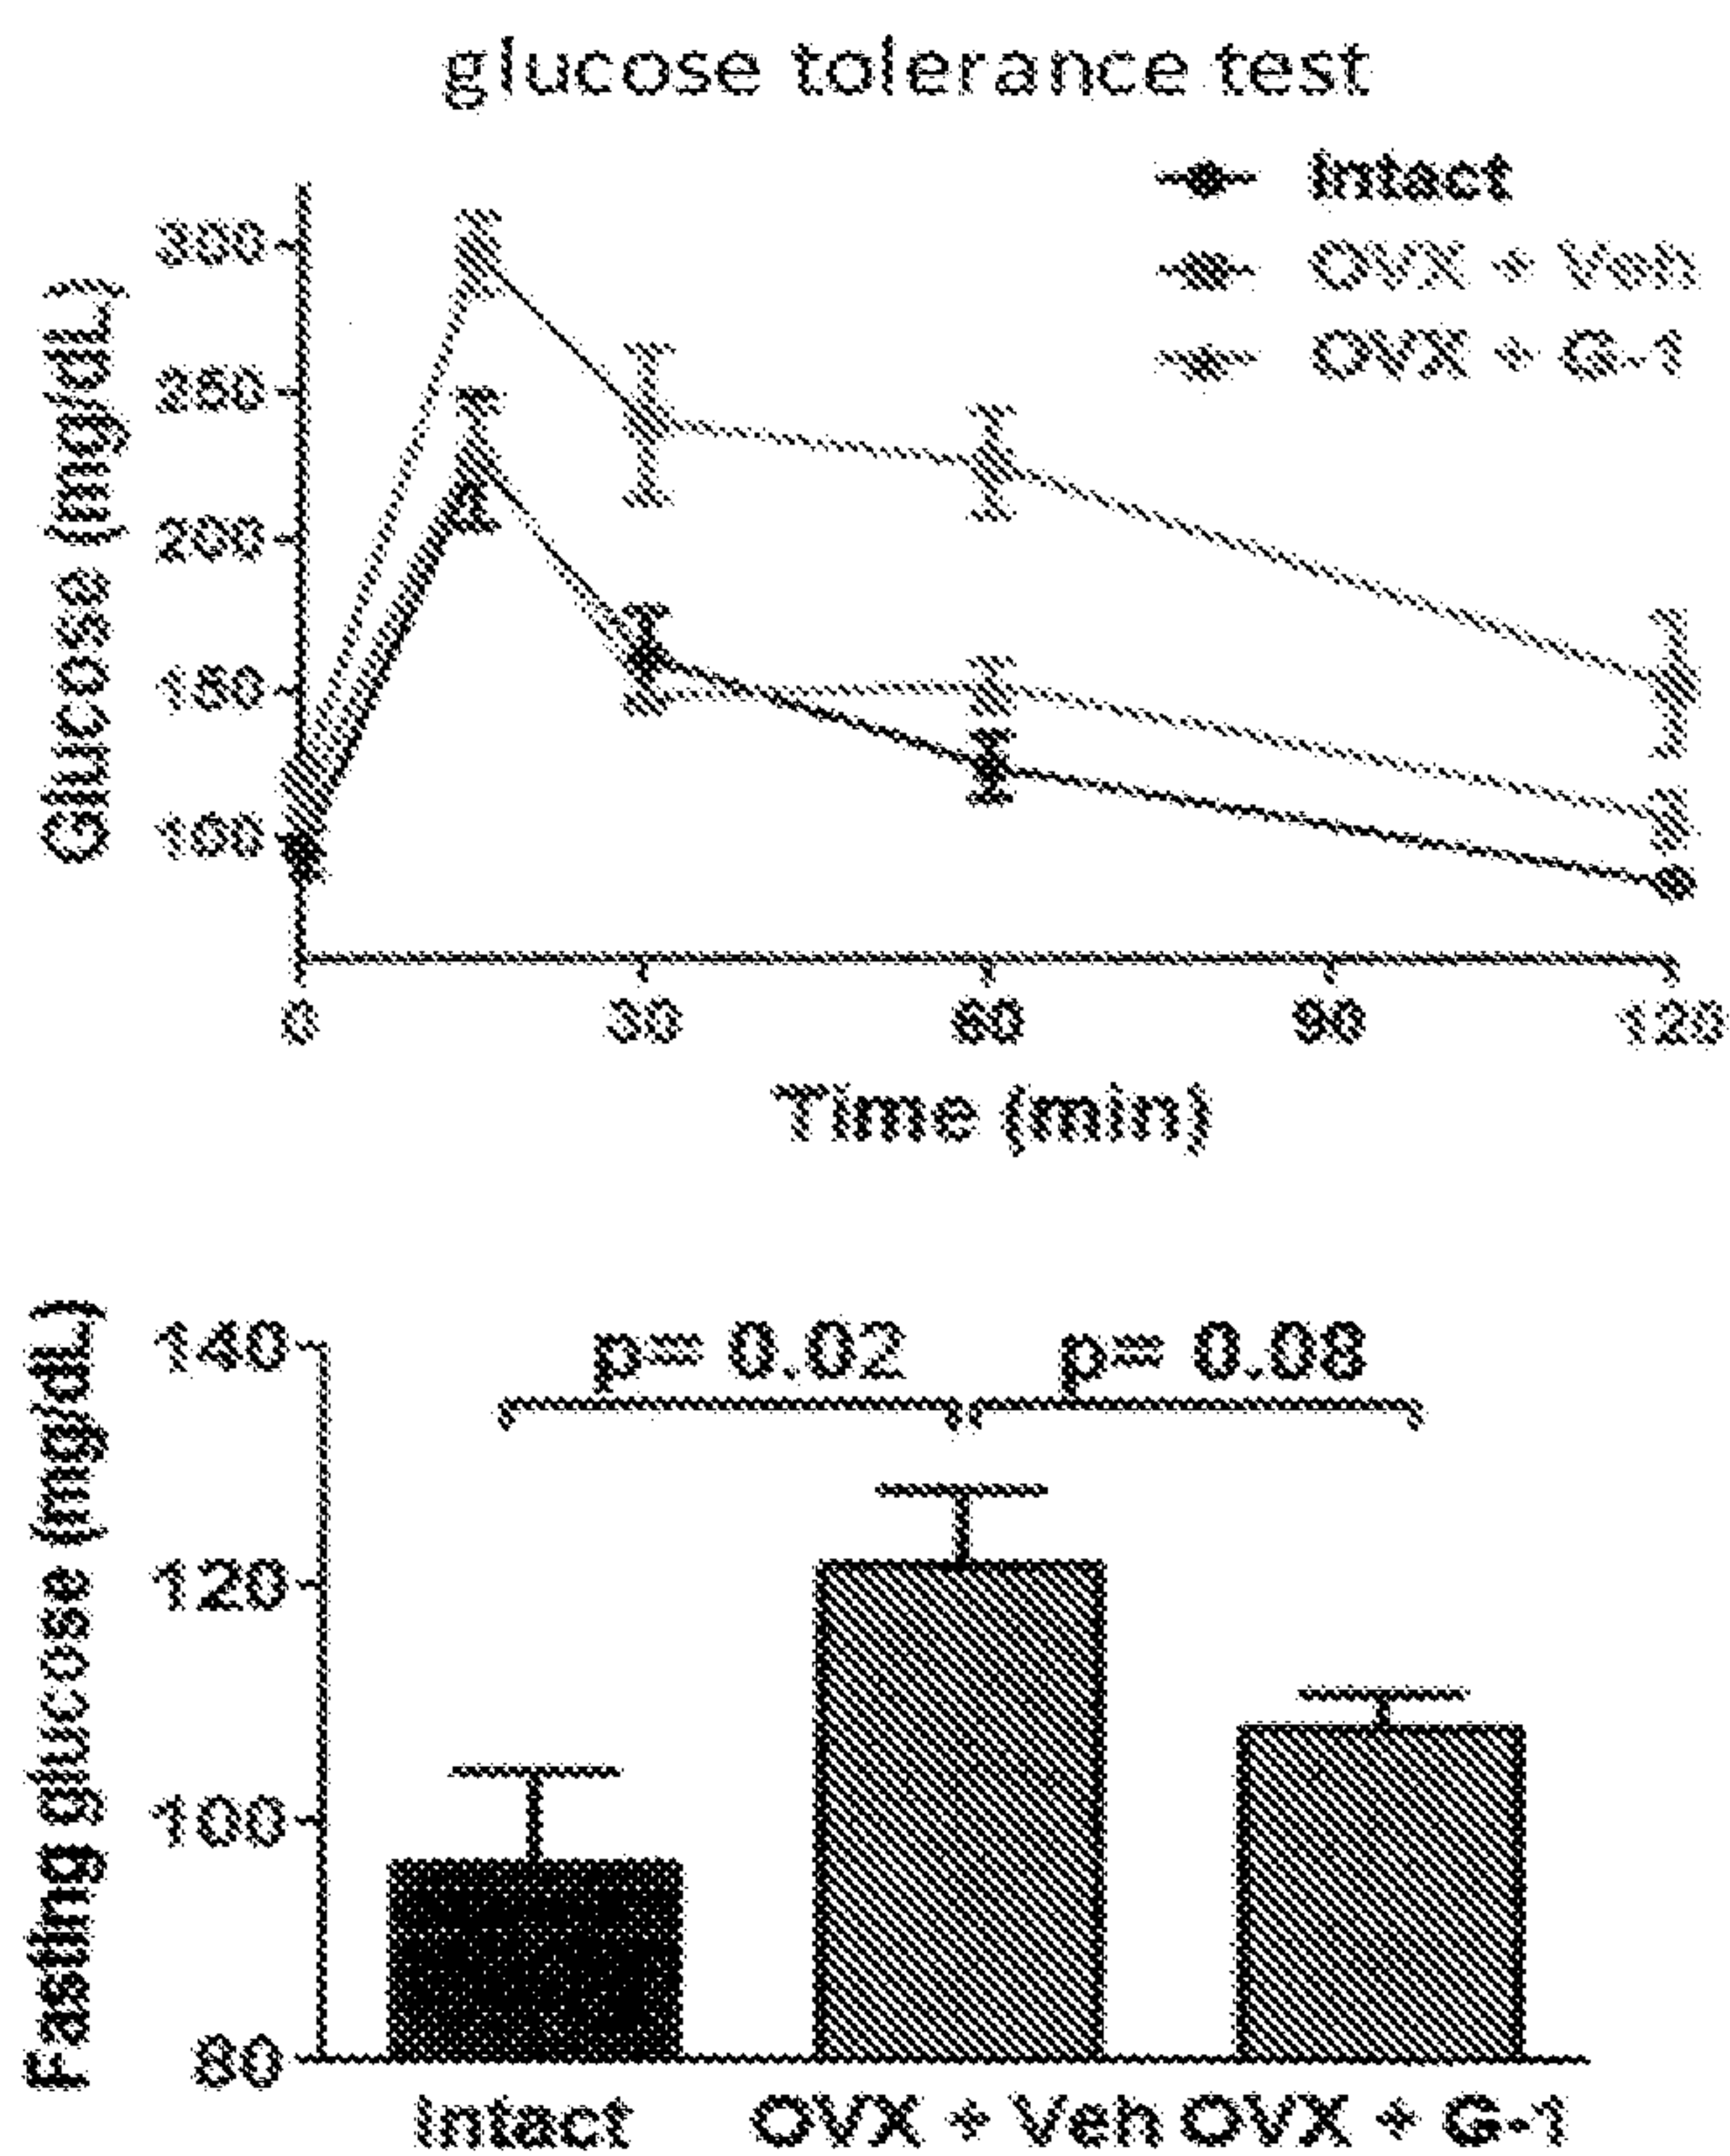 glucose tolerance test
Intact
OVX + Veh
OVX + G-1
Glucose (mg/dL)
300
250
200
150
100
0 30 60 90 120
Time (min)
Fasting glucose (mg/dL)
p= 0.02 p= 0.08
140
120
100
80
Intact OVX + Veh OVX + G-1